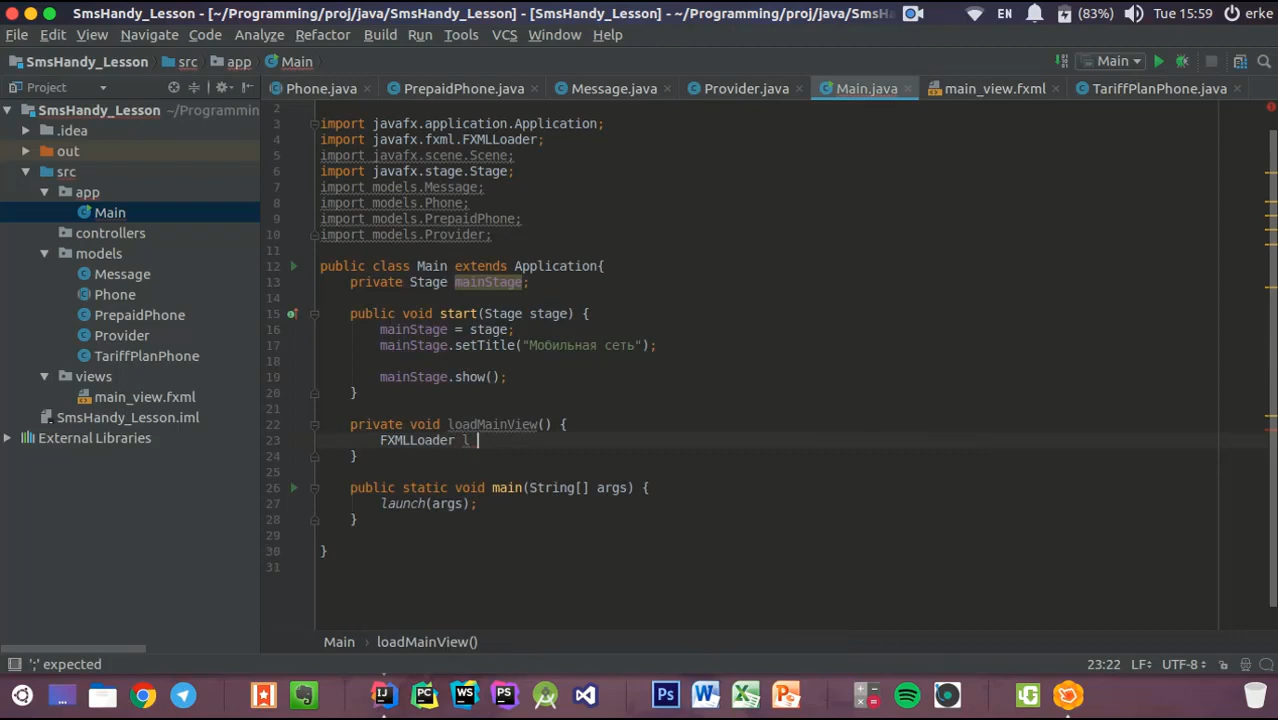 SmsHandy_Lesson - [~/Programming/proj/java/SmsHandy_Lesson] - [SmsHandy_Lesson] - ~/Programming/proj/java/SmsHa
EN
(83%)
Tue 15:59
erke
File Edit View Navigate Code Analyze Refactor Build Run Tools VCS Window Help
SmsHandy_Lesson src app Main
Main
Project
Phone.java PrepaidPhone.java Message.java Provider.java Main.java main_view.fxml TariffPlanPhone.java
SmsHandy_Lesson ~/Programmin
.idea
out
src
app
Main
controllers
models
Message
Phone
PrepaidPhone
Provider
TariffPlanPhone
views
main_view.fxml
SmsHandy_Lesson.iml
External Libraries
2
3 import javafx.application.Application;
4 import javafx.fxml.FXMLLoader;
5 import javafx.scene.Scene;
6 import javafx.stage.Stage;
7 import models.Message;
8 import models.Phone;
9 import models.PrepaidPhone;
10 import models.Provider;
11
12 public class Main extends Application{
13 private Stage mainStage;
14
15 public void start(Stage stage) {
16 mainStage = stage;
17 mainStage.setTitle("Мобильная сеть");
18
19 mainStage.show();
20 }
21
22 private void loadMainView() {
23 FXMLLoader l
24 }
25
26 public static void main(String[] args) {
27 launch(args);
28 }
29
30 }
31
Main loadMainView()
';' expected
23:22 LF UTF-8
IJ PC WS PS Ps W X P